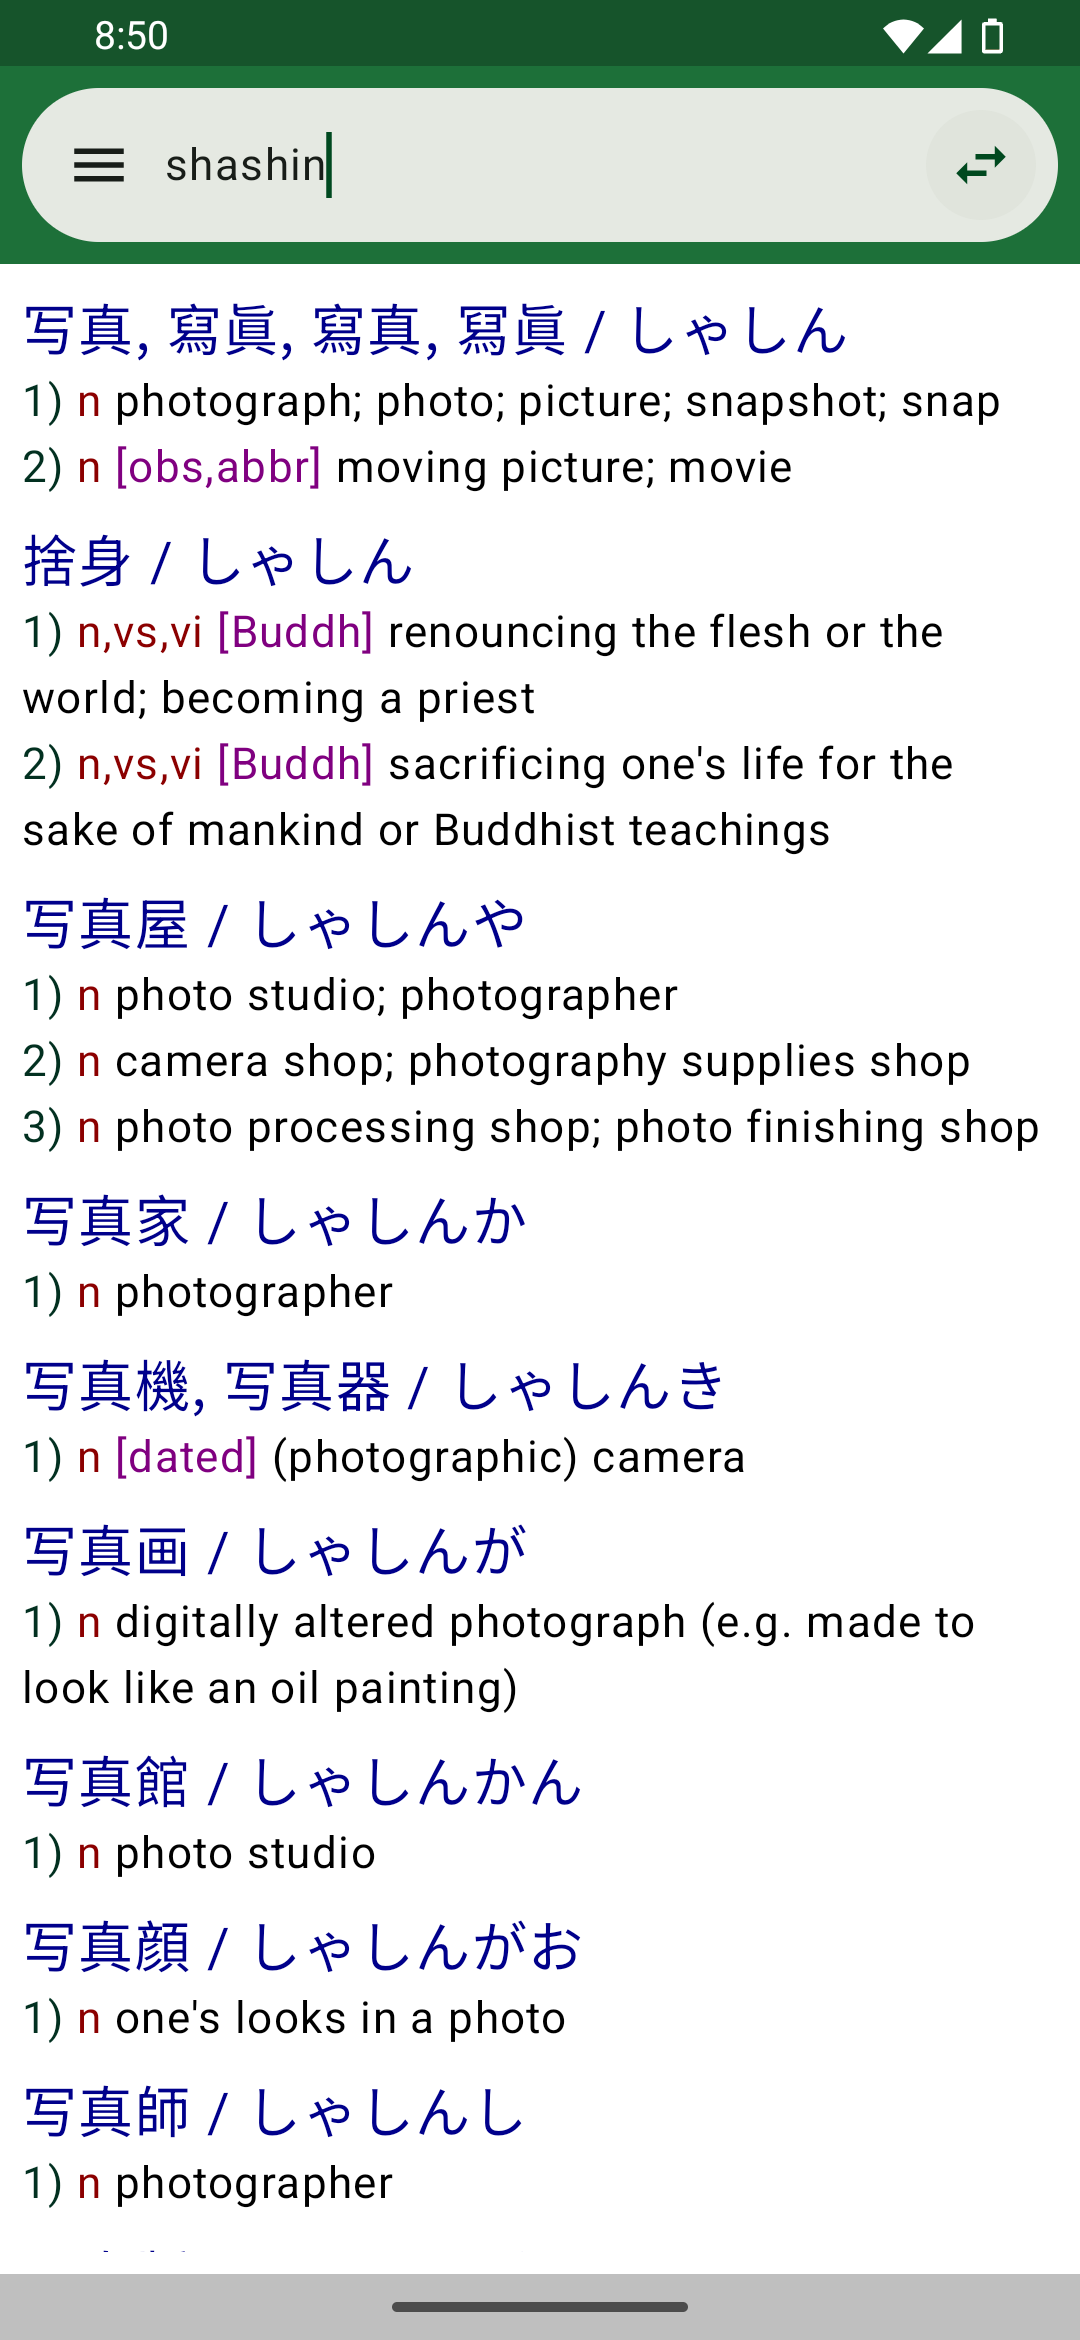 8:50
shashin
写真, 寫眞, 寫真, 冩眞 / しゃしん
1) n photograph; photo; picture; snapshot; snap
2) n [obs,abbr] moving picture; movie
捨身 / しゃしん
1) n,vs,vi [Buddh] renouncing the flesh or the
world; becoming a priest
2) n,vs,vi [Buddh] sacrificing one's life for the
sake of mankind or Buddhist teachings
写真屋 / しゃしんや
1) n photo studio; photographer
2) n camera shop; photography supplies shop
3) n photo processing shop; photo finishing shop
写真家 / しゃしんか
1) n photographer
写真機, 写真器 / しゃしんき
1) n [dated] (photographic) camera
写真画 / しゃしんが
1) n digitally altered photograph (e.g. made to
look like an oil painting)
写真館 / しゃしんかん
1) n photo studio
写真顔 / しゃしんがお
1) n one's looks in a photo
写真師 / しゃしんし
1) n photographer